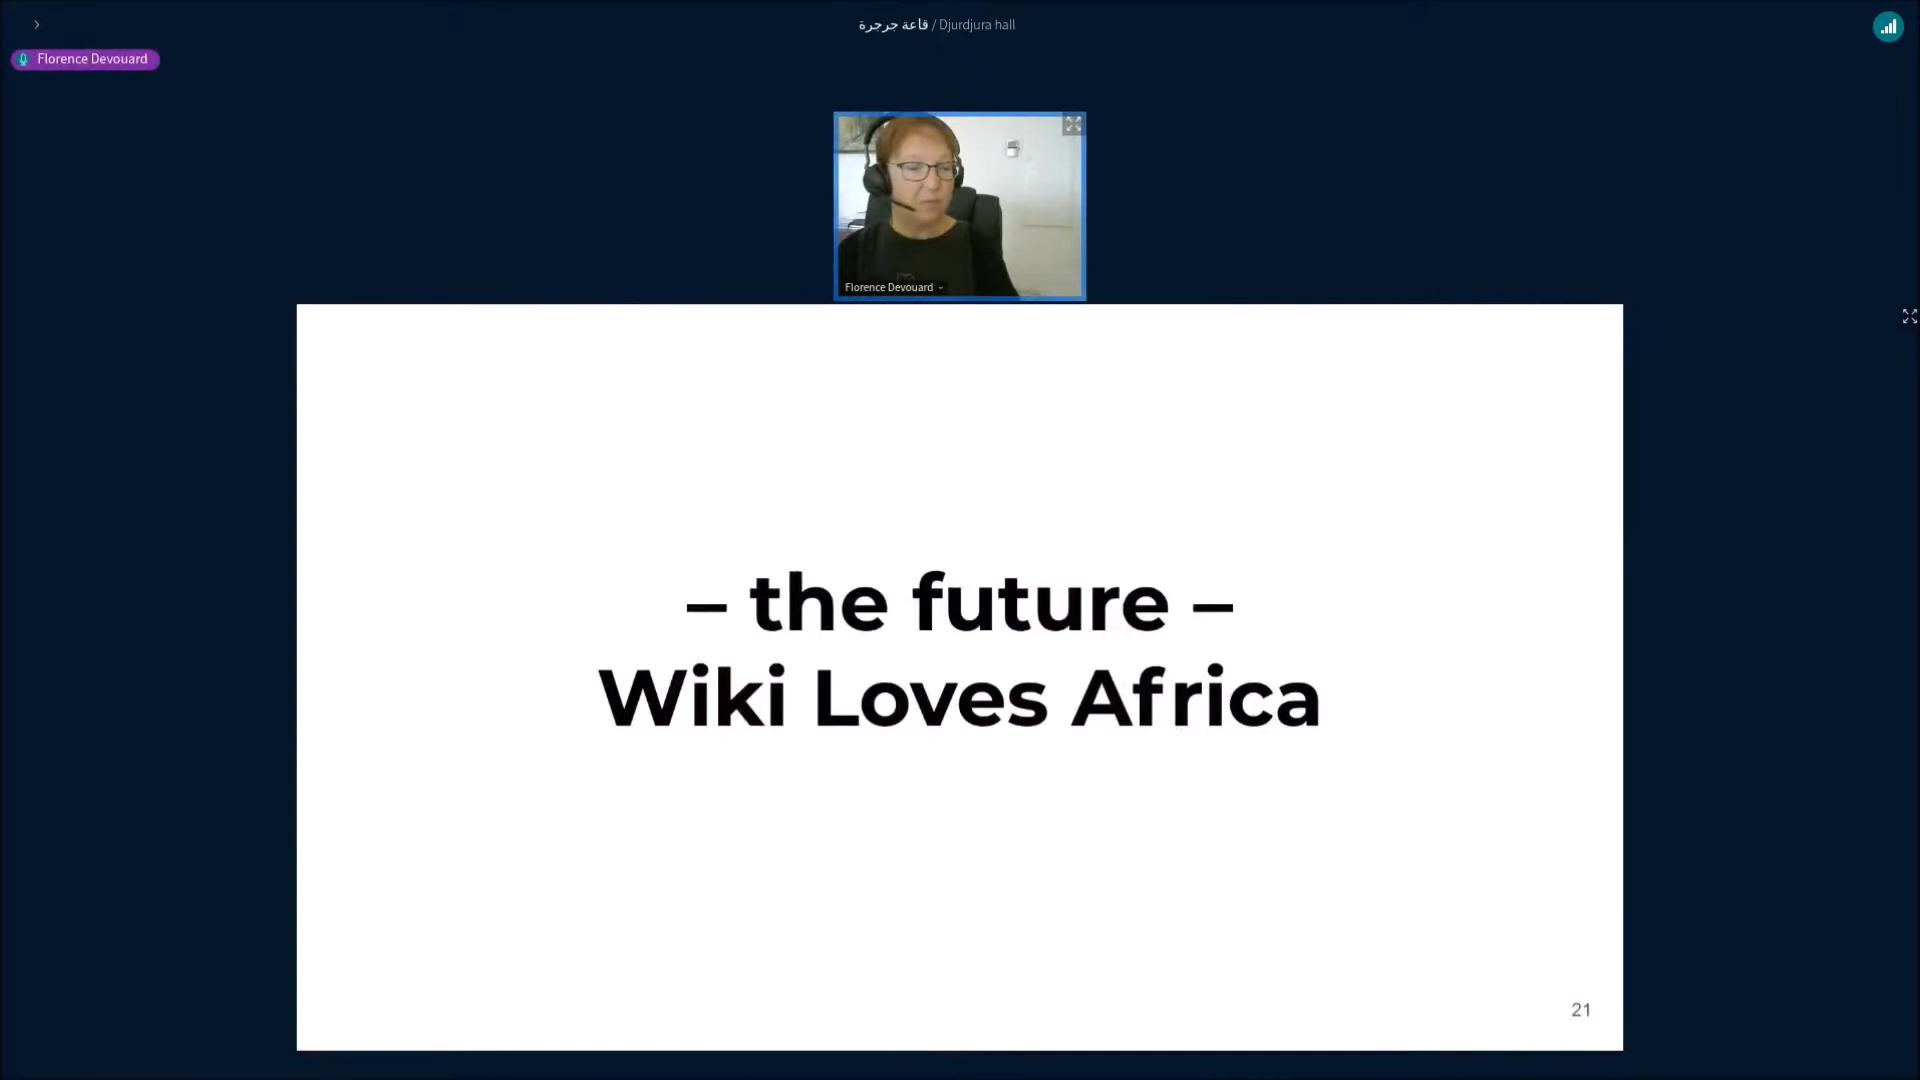 قاعة جرجرة / Djurdjura hall
Florence Devouard
Florence Devouard
– the future –
Wiki Loves Africa
21